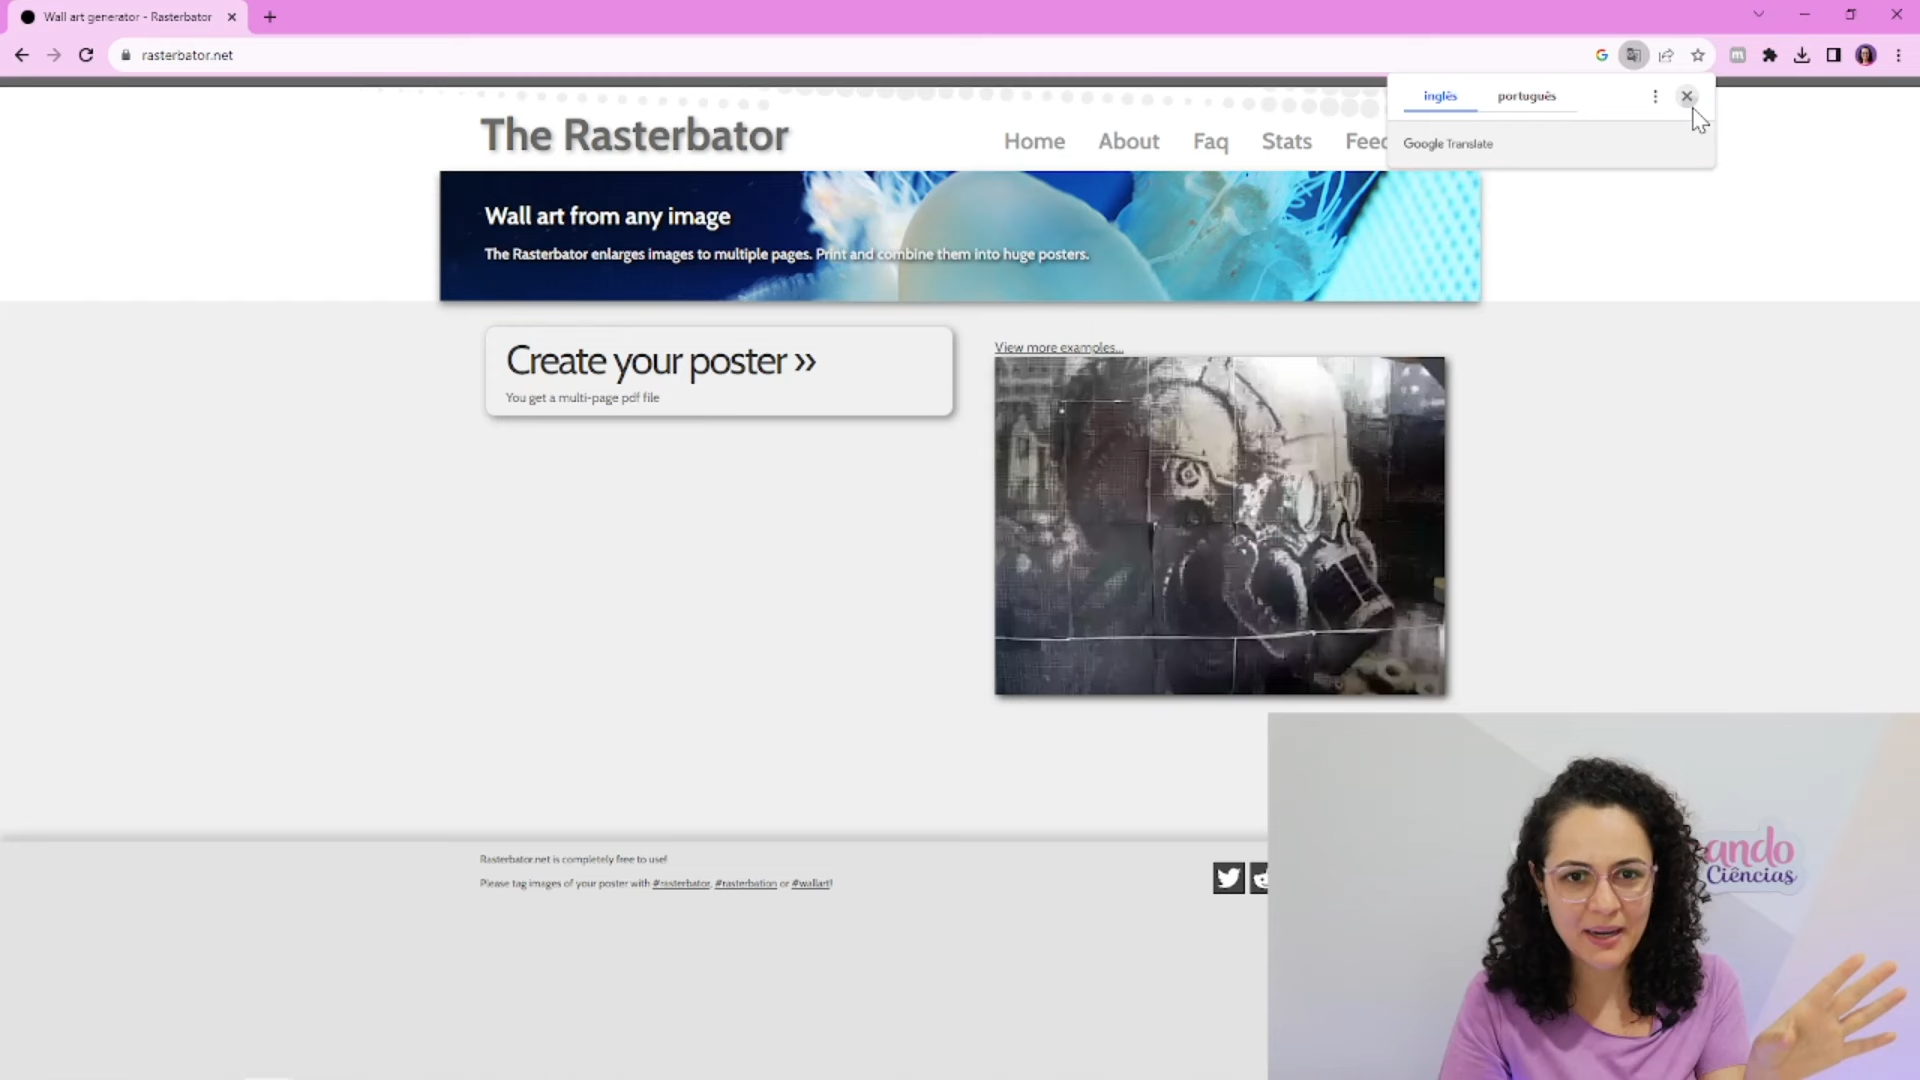 Wall art generator - Rasterbator
rasterbator.net
inglês português
Google Translate
The Rasterbator
Home About Faq Stats Feed
Wall art from any image
The Rasterbator enlarges images to multiple pages. Print and combine them into huge posters.
Create your poster »
You get a multi-page pdf file
View more examples...
Rasterbator.net is completely free to use!
Please tag images of your poster with #rasterbator, #rasterbation or #wallart!
ando
Ciências